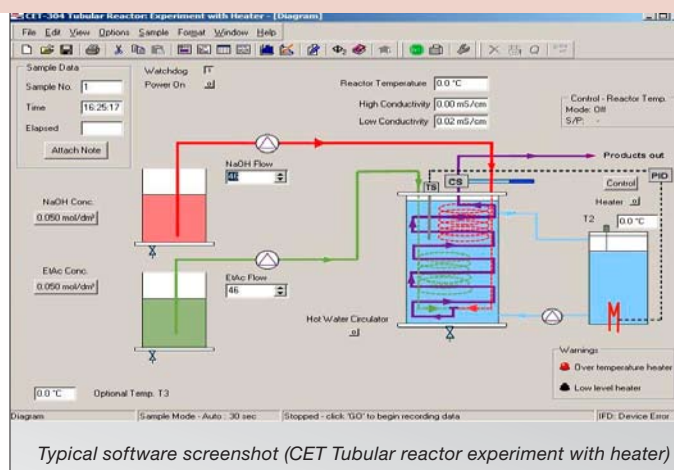 CET-304 Tubular Reactor: Experiment with Heater - [Diagram]
File Edit View Options Sample Format Window Help
Sample Data
Sample No. 1
Time 16:25:17
Elapsed
Attach Note
Watchdog
Power On
Reactor Temperature 0.0 °C
High Conductivity 0.00 mS/cm
Low Conductivity 0.02 mS/cm
Control - Reactor Temp.
Mode: Off
S/P: -
Products out
NaOH Flow
46
TS
CS
PID
Control
Heater
T2 0.0 °C
NaOH Conc.
0.050 mol/dm³
EtAc Conc.
0.050 mol/dm³
EtAc Flow
46
Hot Water Circulator
Warnings
Over temperature heater
Low level heater
0.0 °C Optional Temp. T3
Diagram Sample Mode - Auto : 30 sec Stopped - click 'GO' to begin recording data IFD: Device Error
Typical software screenshot (CET Tubular reactor experiment with heater)